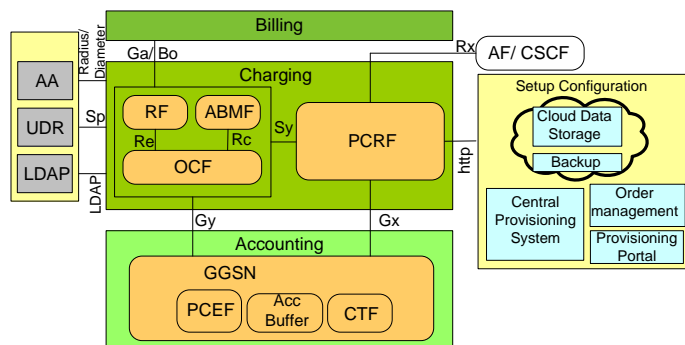 Billing
Radius/
Diameter
Ga/ Bo
Rx
AF/ CSCF
Charging
AA
UDR
LDAP
Sp
LDAP
RF
ABMF
Re
Rc
OCF
Sy
PCRF
http
Setup Configuration
Cloud Data
Storage
Backup
Central
Provisioning
System
Order
management
Provisioning
Portal
Gy
Gx
Accounting
GGSN
PCEF
Acc
Buffer
CTF